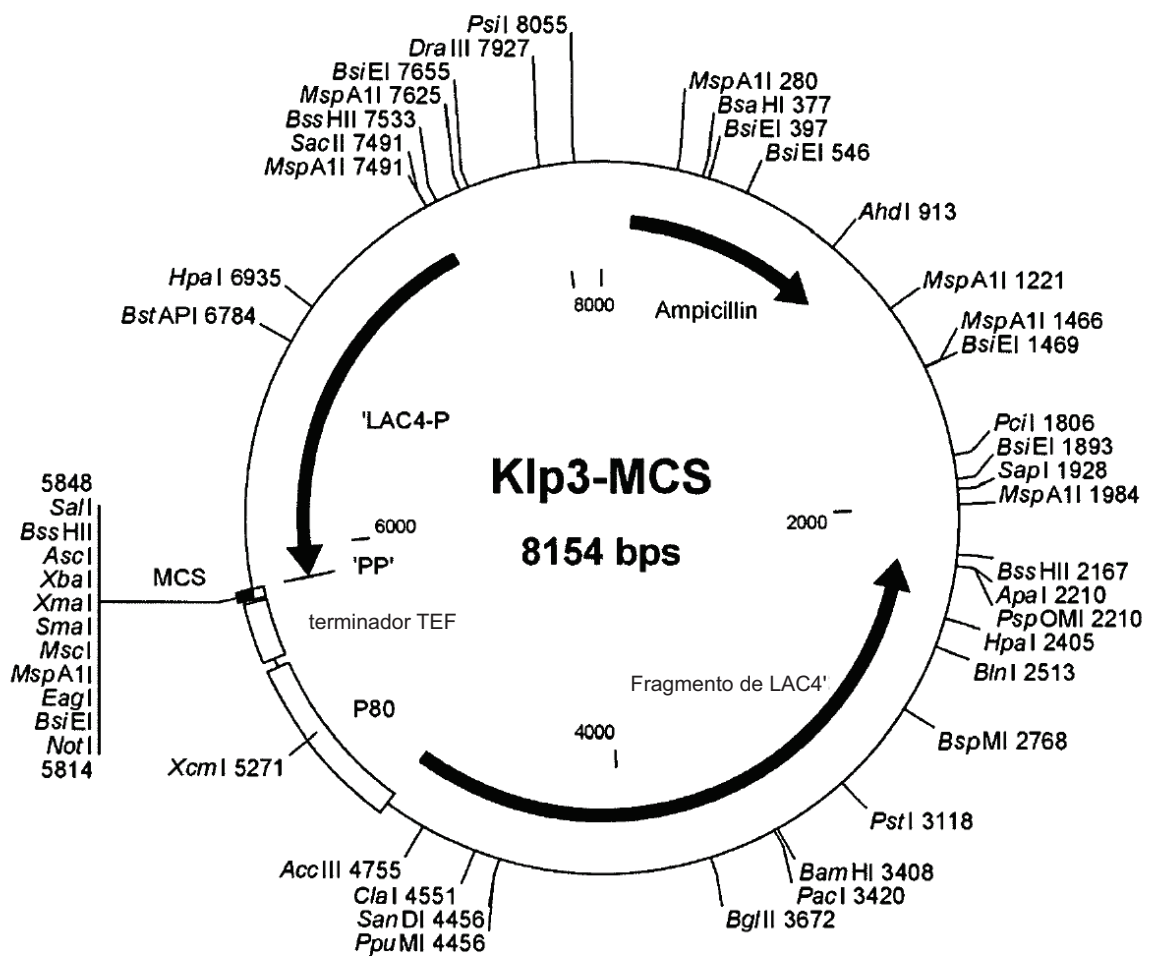 PsiI 8055
DraIII 7927
BsiEI 7655
MspA1I 7625
BssHII 7533
SacII 7491
MspA1I 7491
HpaI 6935
BstAPI 6784
MspA1I 280
BsaHI 377
BsiEI 397
BsiEI 546
AhdI 913
MspA1I 1221
MspA1I 1466
BsiEI 1469
PciI 1806
BsiEI 1893
SapI 1928
MspA1I 1984
BssHII 2167
ApaI 2210
PspOMI 2210
HpaI 2405
BlnI 2513
BspMI 2768
PstI 3118
BamHI 3408
PacI 3420
BglII 3672
PpuMI 4456
SanDI 4456
ClaI 4551
AccIII 4755
XcmI 5271
5848
SalI
BssHII
AscI
XbaI
XmaI
SmaI
MscI
MspA1I
EagI
BsiEI
NotI
5814
MCS
8000
Ampicillin
'LAC4-P
Klp3-MCS
8154 bps
2000
6000
'PP'
terminador TEF
P80
4000
Fragmento de LAC4'